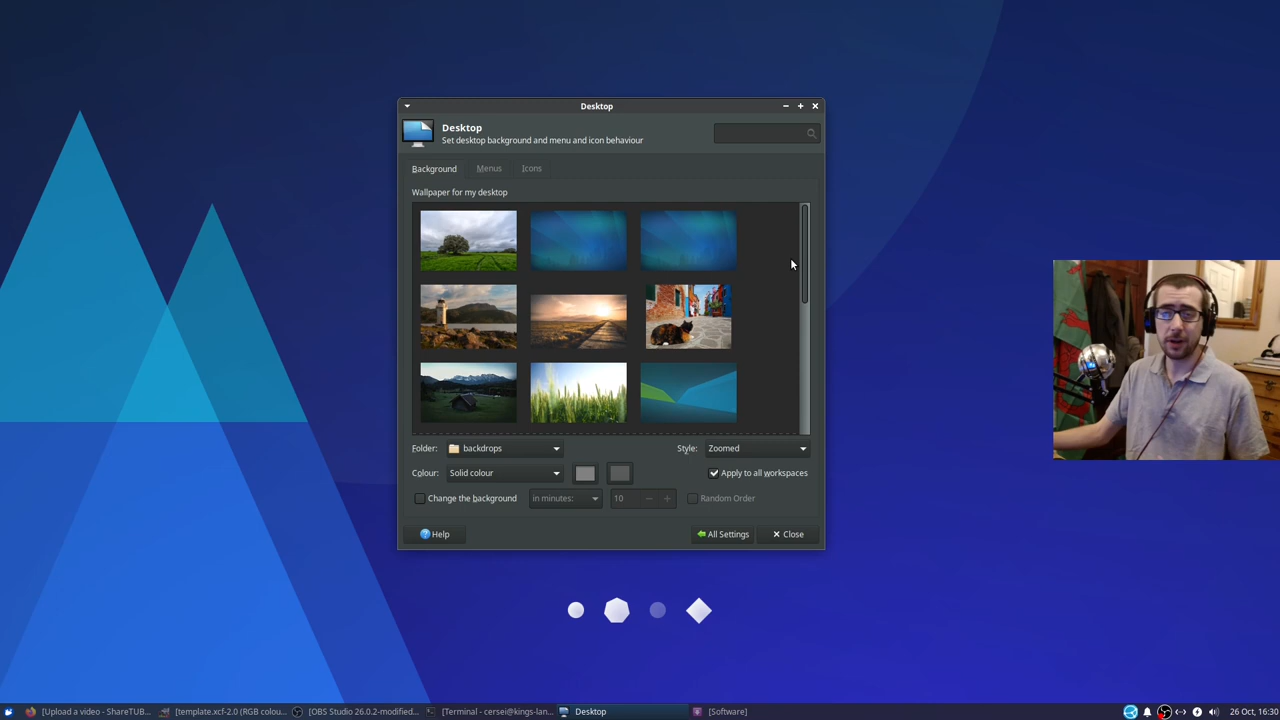 Desktop
Desktop
Set desktop background and menu and icon behaviour
Background Menus Icons
Wallpaper for my desktop
Folder: backdrops Style: Zoomed
Colour: Solid colour Apply to all workspaces
Change the background in minutes: 10 Random Order
Help All Settings Close
[Upload a video - ShareTUB... [template.xcf-2.0 (RGB colou... [OBS Studio 26.0.2-modified... [Terminal - cersei@kings-lan... Desktop [Software] 26 Oct, 16:30